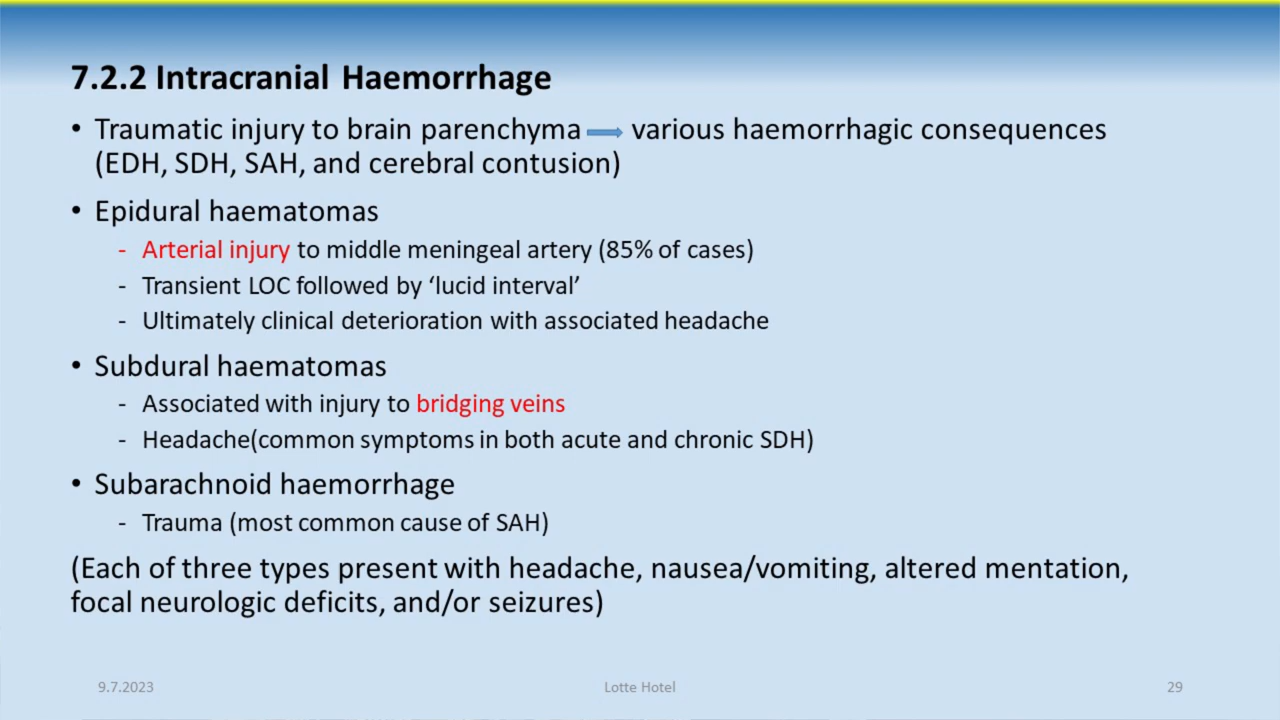 7.2.2 Intracranial Haemorrhage
• Traumatic injury to brain parenchyma various haemorrhagic consequences
(EDH, SDH, SAH, and cerebral contusion)
• Epidural haematomas
- Arterial injury to middle meningeal artery (85% of cases)
- Transient LOC followed by ‘lucid interval’
- Ultimately clinical deterioration with associated headache
• Subdural haematomas
- Associated with injury to bridging veins
- Headache(common symptoms in both acute and chronic SDH)
• Subarachnoid haemorrhage
- Trauma (most common cause of SAH)
(Each of three types present with headache, nausea/vomiting, altered mentation,
focal neurologic deficits, and/or seizures)
9.7.2023 Lotte Hotel 29